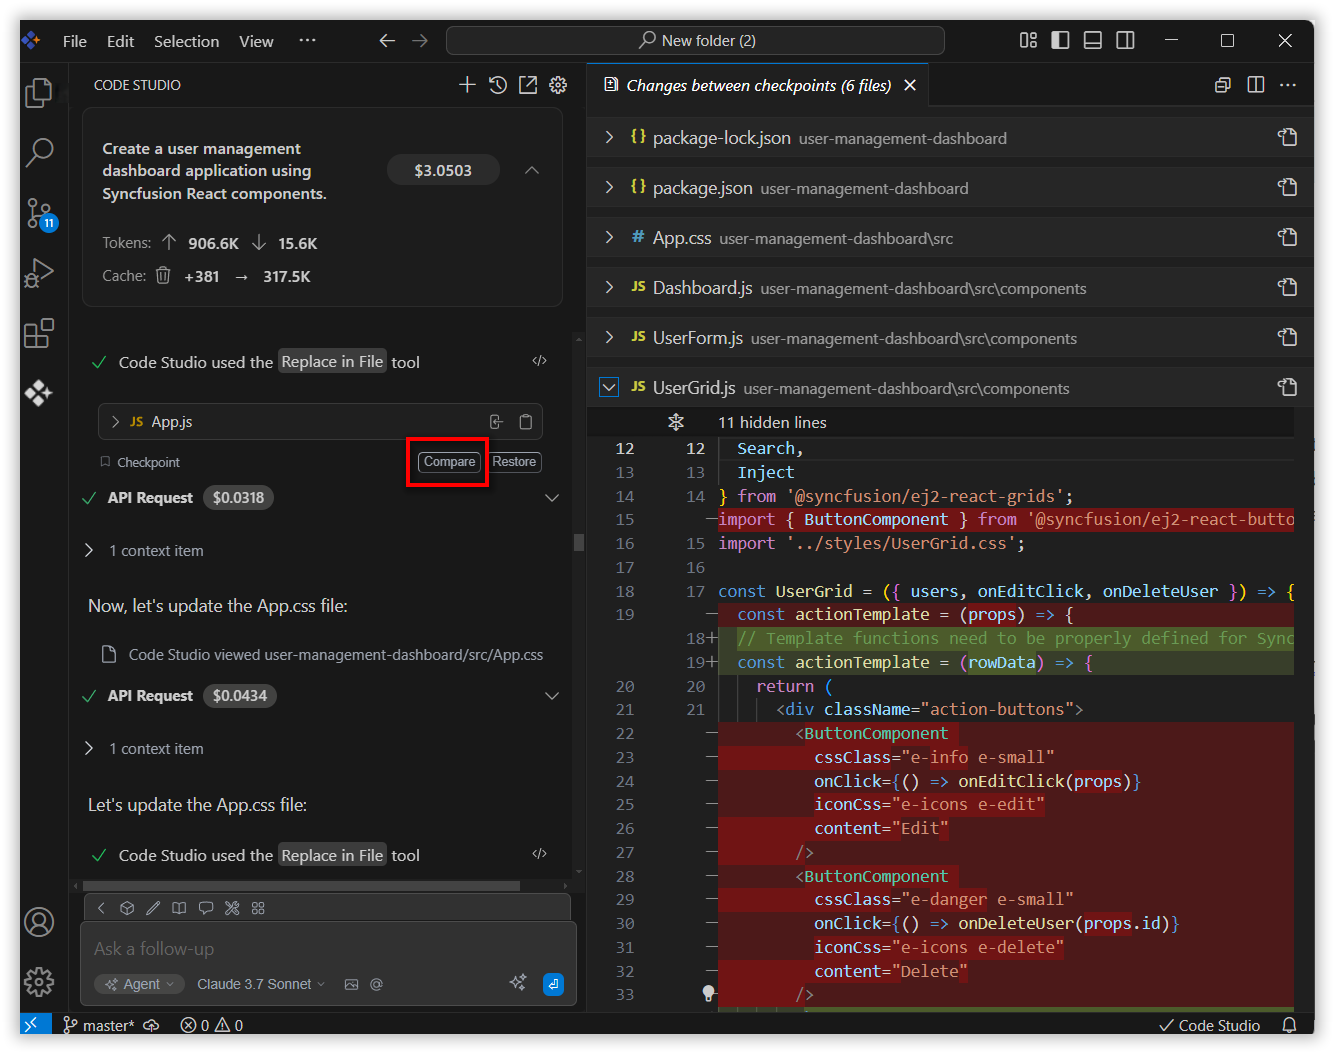 File Edit Selection View ···
New folder (2)
CODE STUDIO
Create a user management
dashboard application using
Syncfusion React components.
$3.0503
Tokens: ↑ 906.6K ↓ 15.6K
Cache: +381 → 317.5K
Code Studio used the Replace in File tool </>
JS App.js
Checkpoint Compare Restore
API Request $0.0318
1 context item
Now, let's update the App.css file:
Code Studio viewed user-management-dashboard/src/App.css
API Request $0.0434
1 context item
Let's update the App.css file:
Code Studio used the Replace in File tool </>
Ask a follow-up
Agent Claude 3.7 Sonnet @
11
Changes between checkpoints (6 files)
{} package-lock.json user-management-dashboard
{} package.json user-management-dashboard
# App.css user-management-dashboard\src
JS Dashboard.js user-management-dashboard\src\components
JS UserForm.js user-management-dashboard\src\components
JS UserGrid.js user-management-dashboard\src\components
11 hidden lines
12 12 Search,
13 13 Inject
14 14 } from '@syncfusion/ej2-react-grids';
15 — import { ButtonComponent } from '@syncfusion/ej2-react-butto
16 15 import '../styles/UserGrid.css';
17 16
18 17 const UserGrid = ({ users, onEditClick, onDeleteUser }) => {
19 — const actionTemplate = (props) => {
18+ // Template functions need to be properly defined for Sync
19+ const actionTemplate = (rowData) => {
20 20 return (
21 21 <div className="action-buttons">
22 — <ButtonComponent
23 — cssClass="e-info e-small"
24 — onClick={() => onEditClick(props)}
25 — iconCss="e-icons e-edit"
26 — content="Edit"
27 — />
28 — <ButtonComponent
29 — cssClass="e-danger e-small"
30 — onClick={() => onDeleteUser(props.id)}
31 — iconCss="e-icons e-delete"
32 — content="Delete"
33 — />
master* 0 0 Code Studio